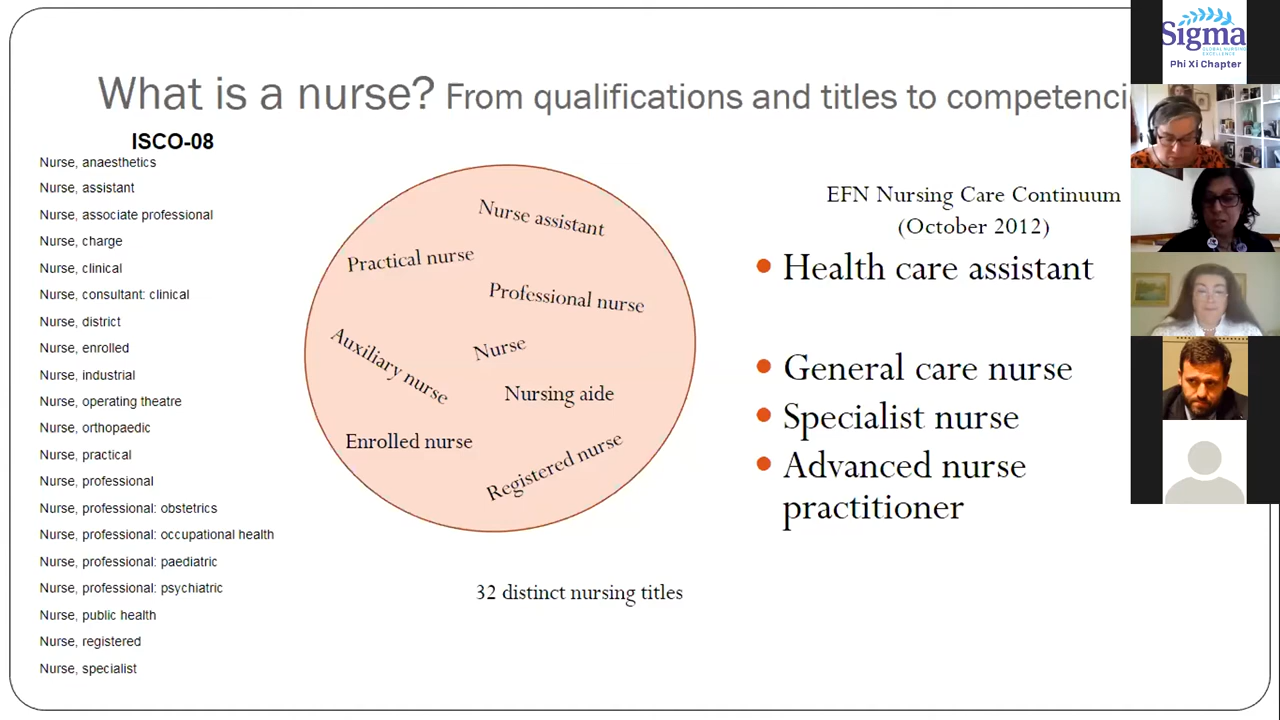 What is a nurse? From qualifications and titles to competenci
ISCO-08
Nurse, anaesthetics
Nurse, assistant
Nurse, associate professional
Nurse, charge
Nurse, clinical
Nurse, consultant: clinical
Nurse, district
Nurse, enrolled
Nurse, industrial
Nurse, operating theatre
Nurse, orthopaedic
Nurse, practical
Nurse, professional
Nurse, professional: obstetrics
Nurse, professional: occupational health
Nurse, professional: paediatric
Nurse, professional: psychiatric
Nurse, public health
Nurse, registered
Nurse, specialist
Nurse assistant
Practical nurse
Professional nurse
Auxiliary nurse
Nurse
Nursing aide
Enrolled nurse
Registered nurse
32 distinct nursing titles
EFN Nursing Care Continuum
(October 2012)
Health care assistant
General care nurse
Specialist nurse
Advanced nurse
practitioner
Sigma
GLOBAL NURSING
EXCELLENCE
Phi Xi Chapter